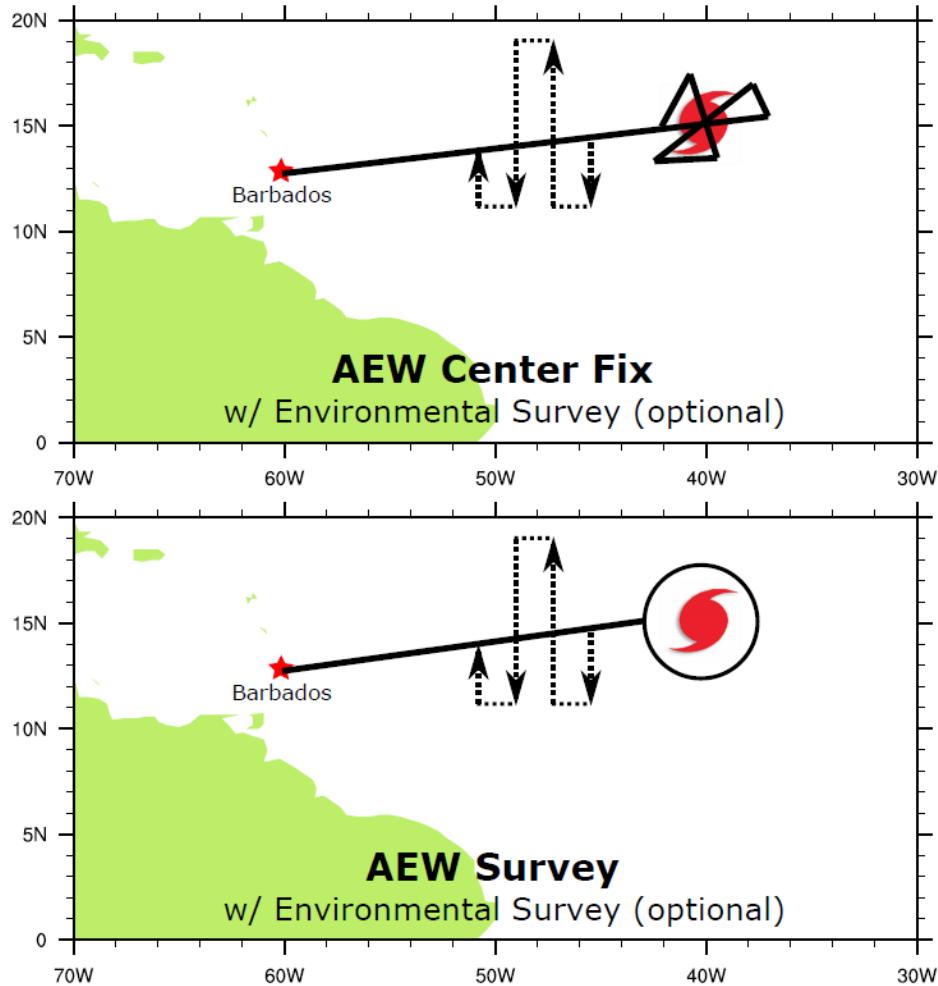 20N
15N
10N
5N
0
Barbados
AEW Center Fix
w/ Environmental Survey (optional)
70W 60W 50W 40W 30W
20N
15N
10N
5N
0
Barbados
AEW Survey
w/ Environmental Survey (optional)
70W 60W 50W 40W 30W